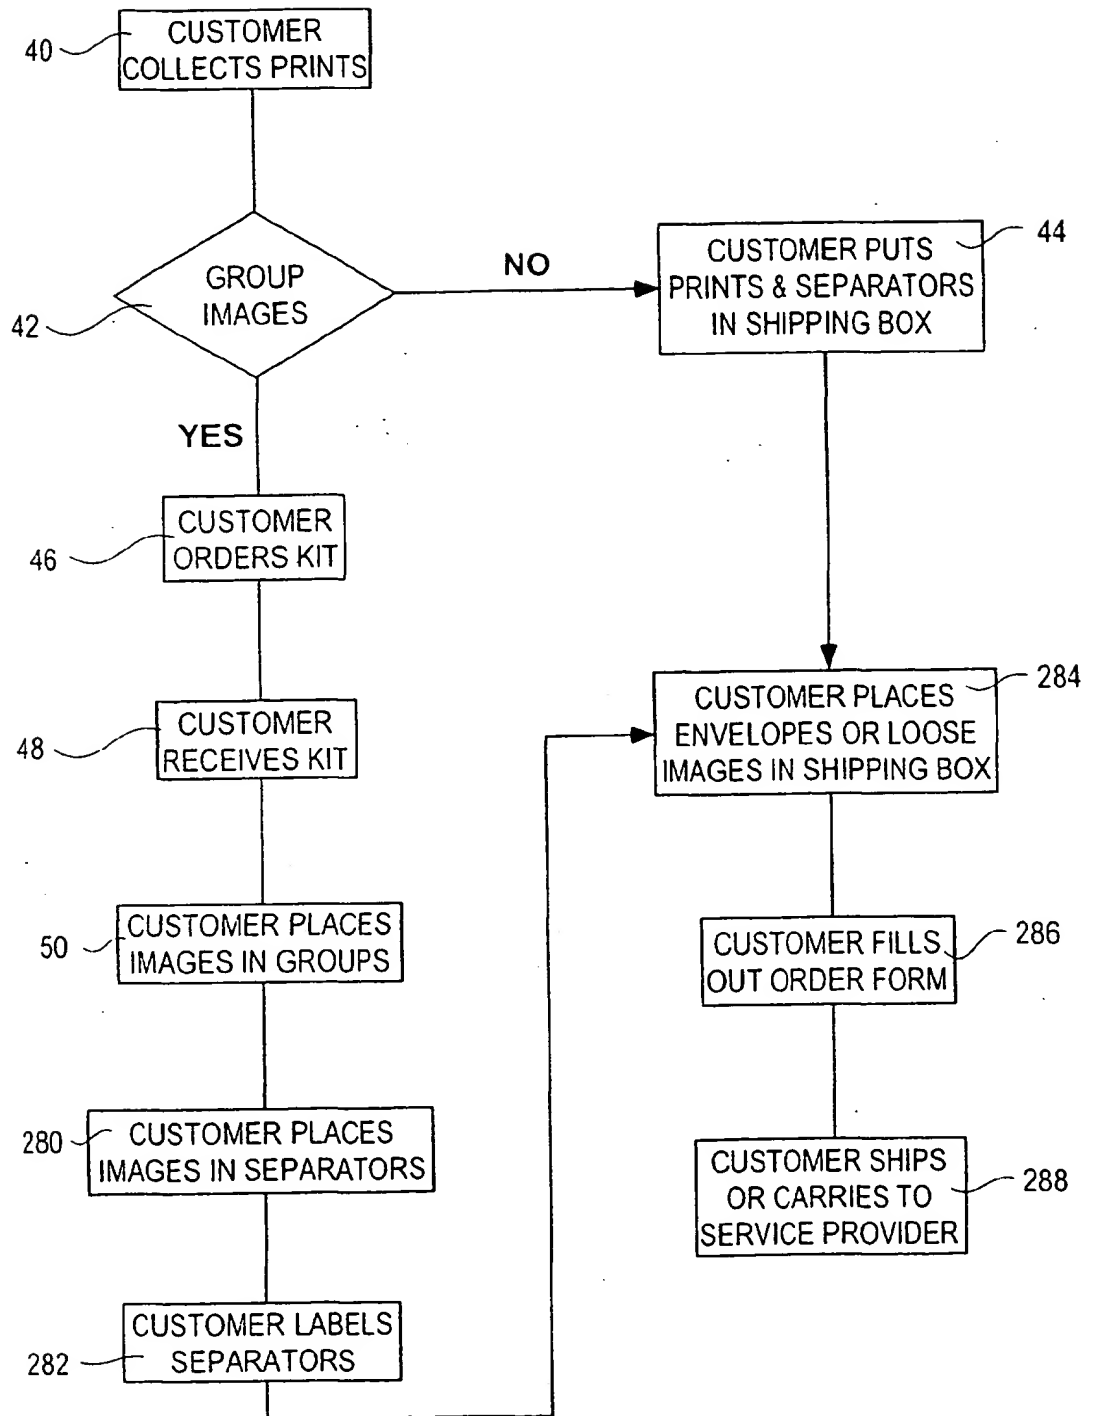 40
CUSTOMER
COLLECTS PRINTS
42
GROUP
IMAGES
NO
44
CUSTOMER PUTS
PRINTS & SEPARATORS
IN SHIPPING BOX
YES
46
CUSTOMER
ORDERS KIT
48
CUSTOMER
RECEIVES KIT
50
CUSTOMER PLACES
IMAGES IN GROUPS
280
CUSTOMER PLACES
IMAGES IN SEPARATORS
282
CUSTOMER LABELS
SEPARATORS
284
CUSTOMER PLACES
ENVELOPES OR LOOSE
IMAGES IN SHIPPING BOX
286
CUSTOMER FILLS
OUT ORDER FORM
288
CUSTOMER SHIPS
OR CARRIES TO
SERVICE PROVIDER